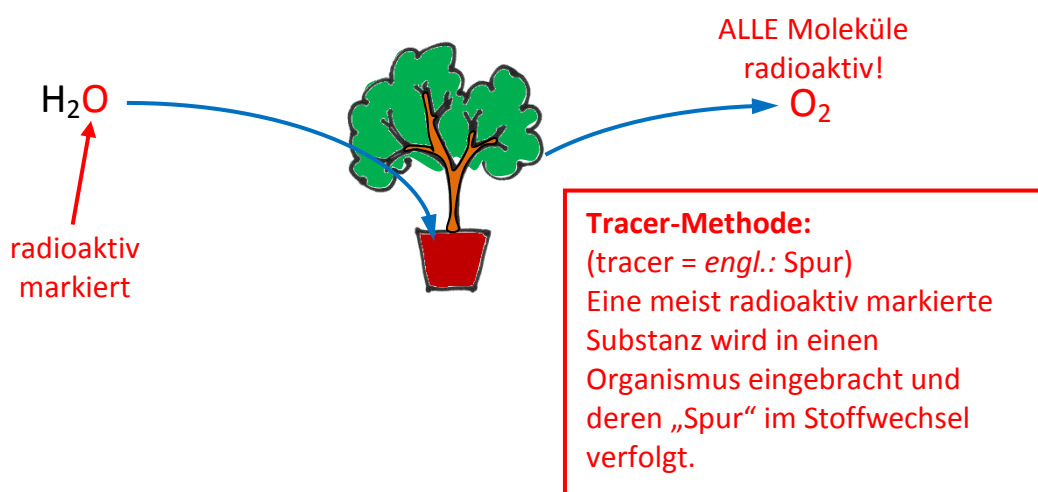 ALLE Moleküle
radioaktiv!
H₂O
O₂
radioaktiv
markiert
Tracer-Methode:
(tracer = engl.: Spur)
Eine meist radioaktiv markierte
Substanz wird in einen
Organismus eingebracht und
deren „Spur“ im Stoffwechsel
verfolgt.